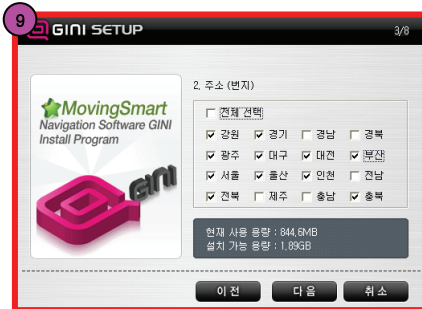 9
GINI SETUP
3/8
MovingSmart
Navigation Software GINI
Install Program
GINI
2. 주소 (번지)
전체 선택
강원 경기 경남 경북
광주 대구 대전 부산
서울 울산 인천 전남
전북 제주 충남 충북
현재 사용 용량 : 844,6MB
설치 가능 용량 : 1,89GB
이 전 다 음 취 소